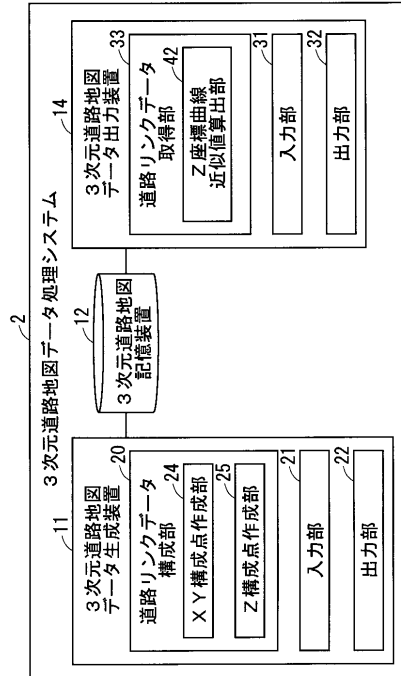 2
3次元道路地図データ処理システム
11
3次元道路地図
データ生成装置
20
道路リンクデータ
構成部
24
XY構成点作成部
25
Z構成点作成部
21
入力部
22
出力部
12
3次元道路地図
記憶装置
14
3次元道路地図
データ出力装置
33
道路リンクデータ
取得部
42
Z座標曲線
近似値算出部
31
入力部
32
出力部